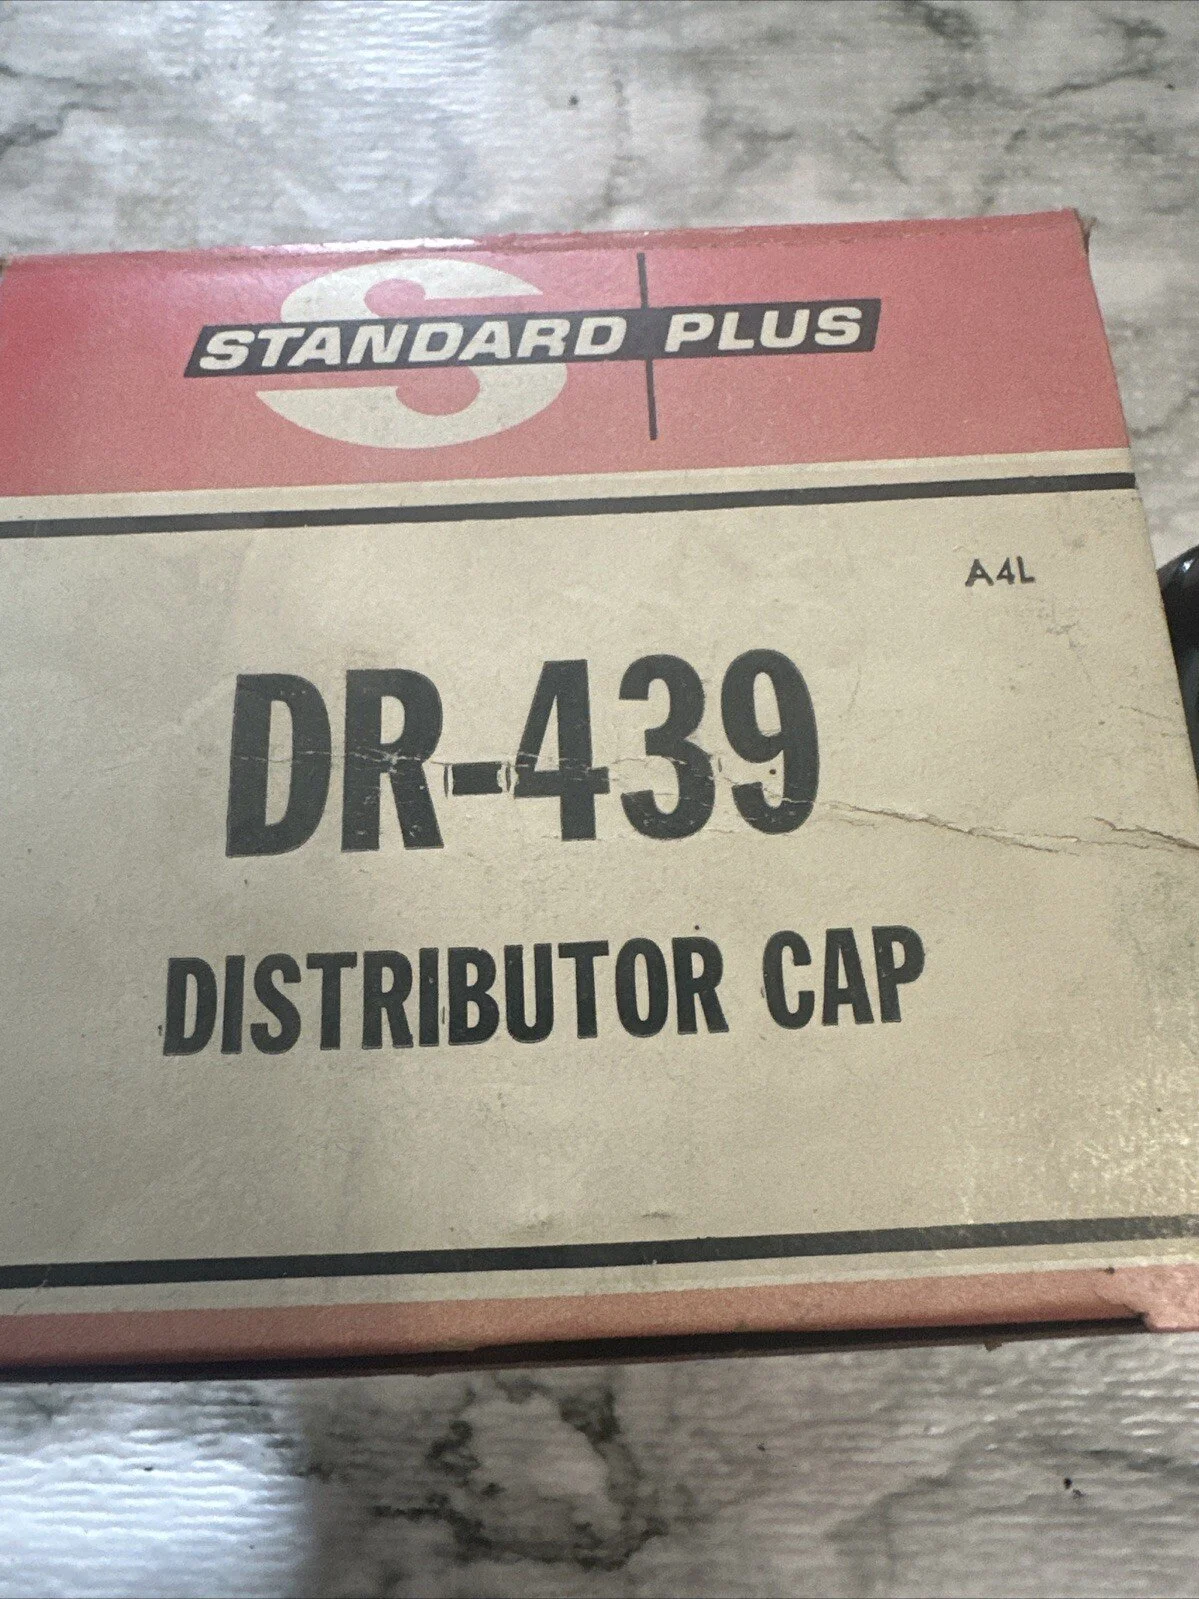 STANDARD PLUS
A4L
DR-439
DISTRIBUTOR CAP